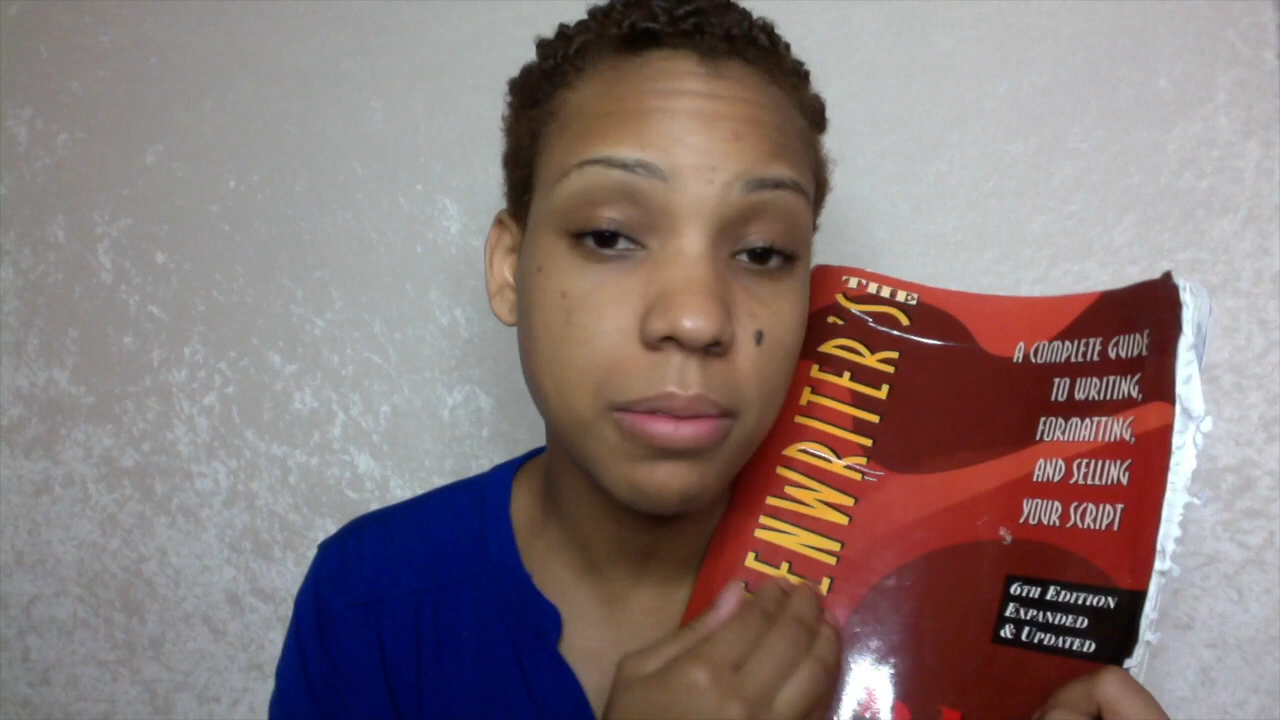 THE
ENWRITER'S
A COMPLETE GUIDE
TO WRITING,
FORMATTING,
AND SELLING
YOUR SCRIPT
6TH EDITION
EXPANDED
& UPDATED